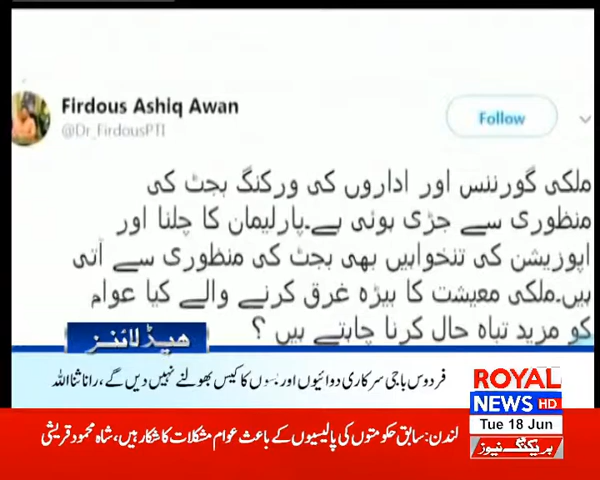 Firdous Ashiq Awan
@Dr_FirdousPTI
Follow
ملکی گورننس اور اداروں کی ورکنگ بجٹ کی
منظوری سے جڑی ہوئی ہے۔پارلیمان کا چلنا اور
اپوزیشن کی تنخواہیں بھی بجٹ کی منظوری سے آتی
ہیں۔ملکی معیشت کا بیڑہ غرق کرنے والے کیا عوام
کو مزید تباہ حال کرنا چاہتے ہیں ؟
ہیڈلائنز
فردوس باجی سرکاری دوائیوں اور بسوں کا کیس بھولنے نہیں دیں گے، رانا ثنااللہ
ROYAL
NEWS HD
Tue 18 Jun
بریکنگ نیوز
لندن: سابق حکومتوں کی پالیسیوں کے باعث عوام مشکلات کا شکار ہیں، شاہ محمود قریشی